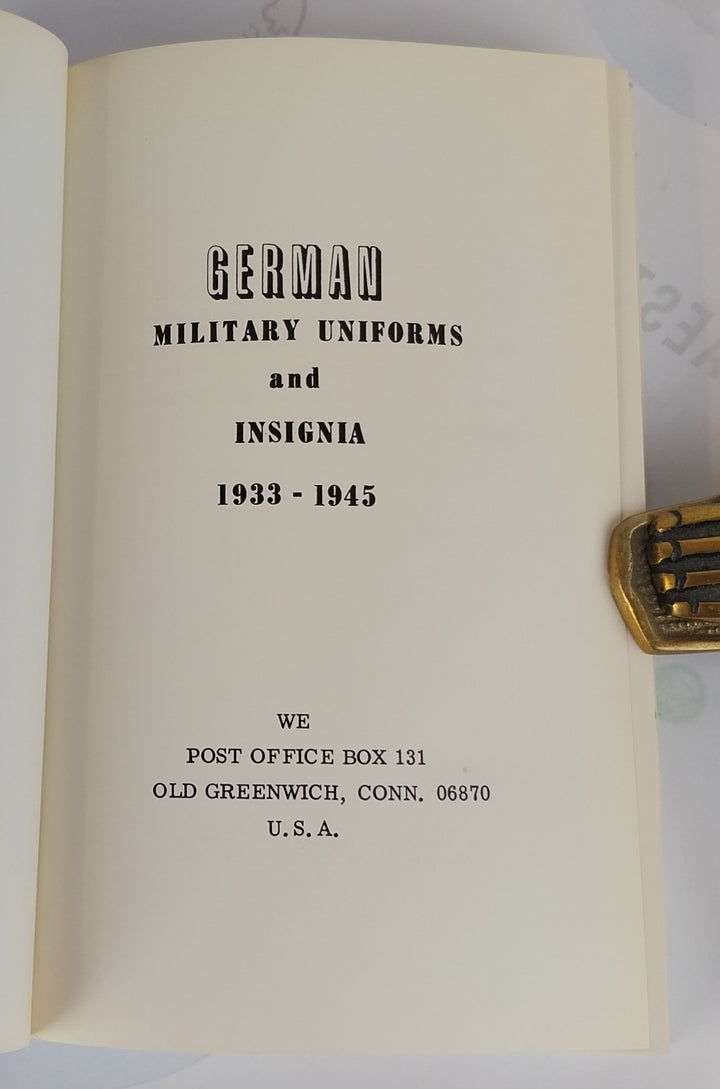 GERMAN
MILITARY UNIFORMS
and
INSIGNIA
1933 - 1945
WE
POST OFFICE BOX 131
OLD GREENWICH, CONN. 06870
U. S. A.